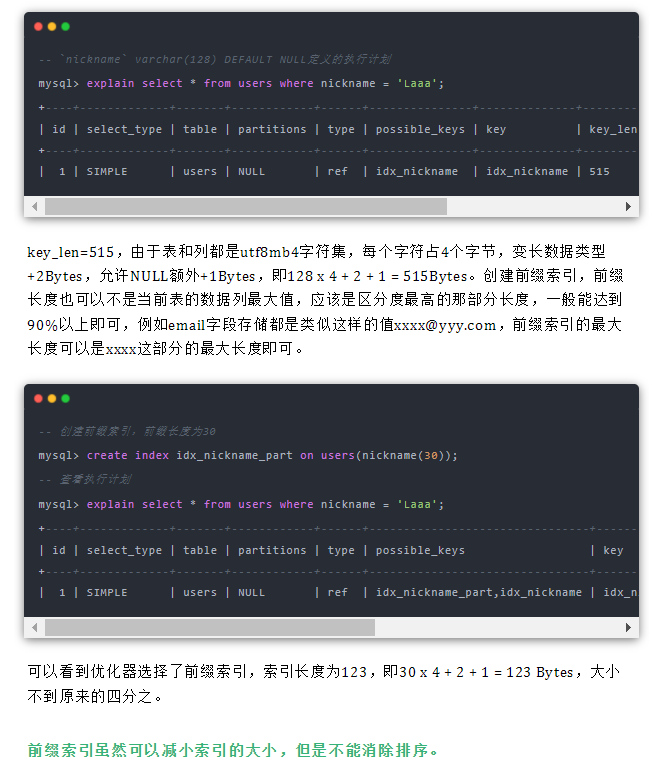 -- `nickname` varchar(128) DEFAULT NULL定义的执行计划
mysql> explain select * from users where nickname = 'Laaa';
+----+-------------+-------+------------+------+---------------+--------------+--------
| id | select_type | table | partitions | type | possible_keys | key          | key_len
+----+-------------+-------+------------+------+---------------+--------------+--------
|  1 | SIMPLE      | users | NULL       | ref  | idx_nickname  | idx_nickname | 515
key_len=515，由于表和列都是utf8mb4字符集，每个字符占4个字节，变长数据类型
+2Bytes，允许NULL额外+1Bytes，即128 x 4 + 2 + 1 = 515Bytes。创建前缀索引，前缀
长度也可以不是当前表的数据列最大值，应该是区分度最高的那部分长度，一般能达到
90%以上即可，例如email字段存储都是类似这样的值xxxx@yyy.com，前缀索引的最大
长度可以是xxxx这部分的最大长度即可。
-- 创建前缀索引，前缀长度为30
mysql> create index idx_nickname_part on users(nickname(30));
-- 查看执行计划
mysql> explain select * from users where nickname = 'Laaa';
+----+-------------+-------+------------+------+--------------------------------+------
| id | select_type | table | partitions | type | possible_keys                  | key
+----+-------------+-------+------------+------+--------------------------------+------
|  1 | SIMPLE      | users | NULL       | ref  | idx_nickname_part,idx_nickname | idx_n
可以看到优化器选择了前缀索引，索引长度为123，即30 x 4 + 2 + 1 = 123 Bytes，大小
不到原来的四分之。
前缀索引虽然可以减小索引的大小，但是不能消除排序。